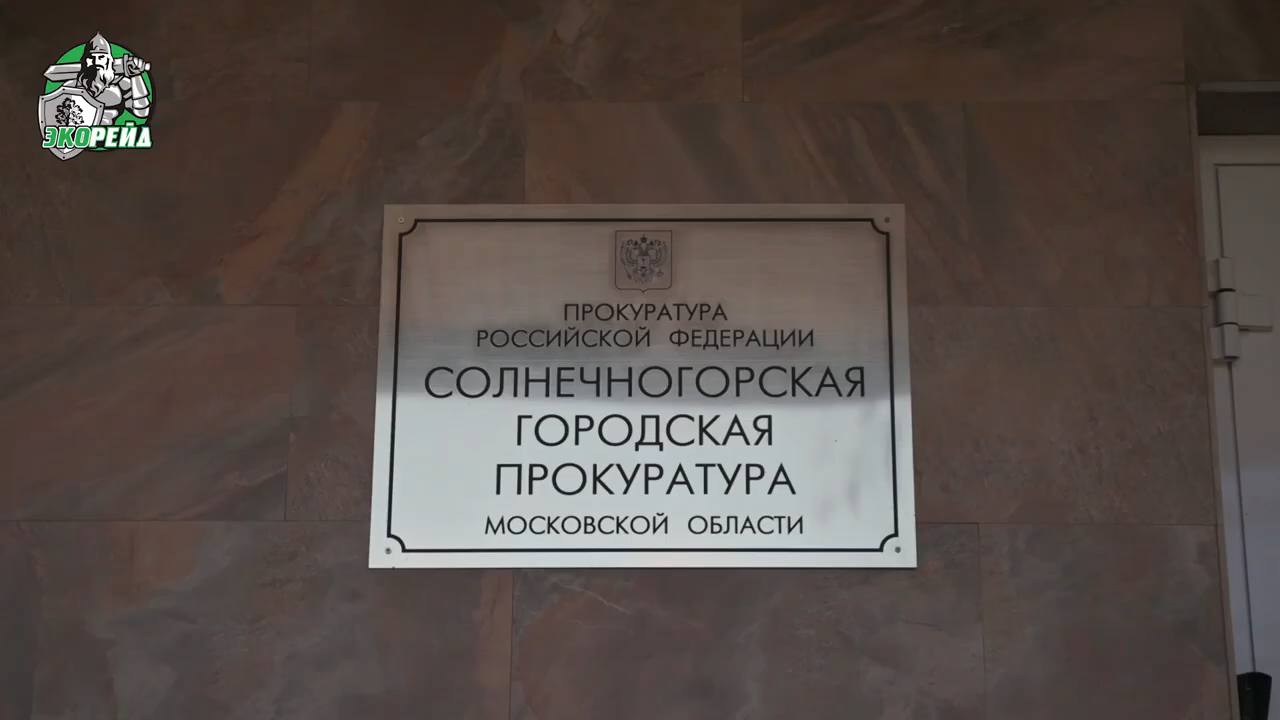 ЭКОРЕЙД
ПРОКУРАТУРА
РОССИЙСКОЙ ФЕДЕРАЦИИ
СОЛНЕЧНОГОРСКАЯ
ГОРОДСКАЯ
ПРОКУРАТУРА
МОСКОВСКОЙ ОБЛАСТИ